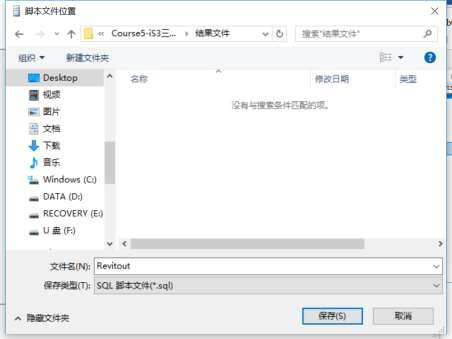 脚本文件位置
« Course5-iS3三... › 结果文件
搜索"结果文件"
组织 新建文件夹
名称 修改日期 类型
没有与搜索条件匹配的项。
Desktop
视频
图片
文档
下载
音乐
Windows (C:)
DATA (D:)
RECOVERY (E:)
U 盘 (F:)
文件名(N): Revitout
保存类型(T): SQL 脚本文件(*.sql)
隐藏文件夹 保存(S) 取消